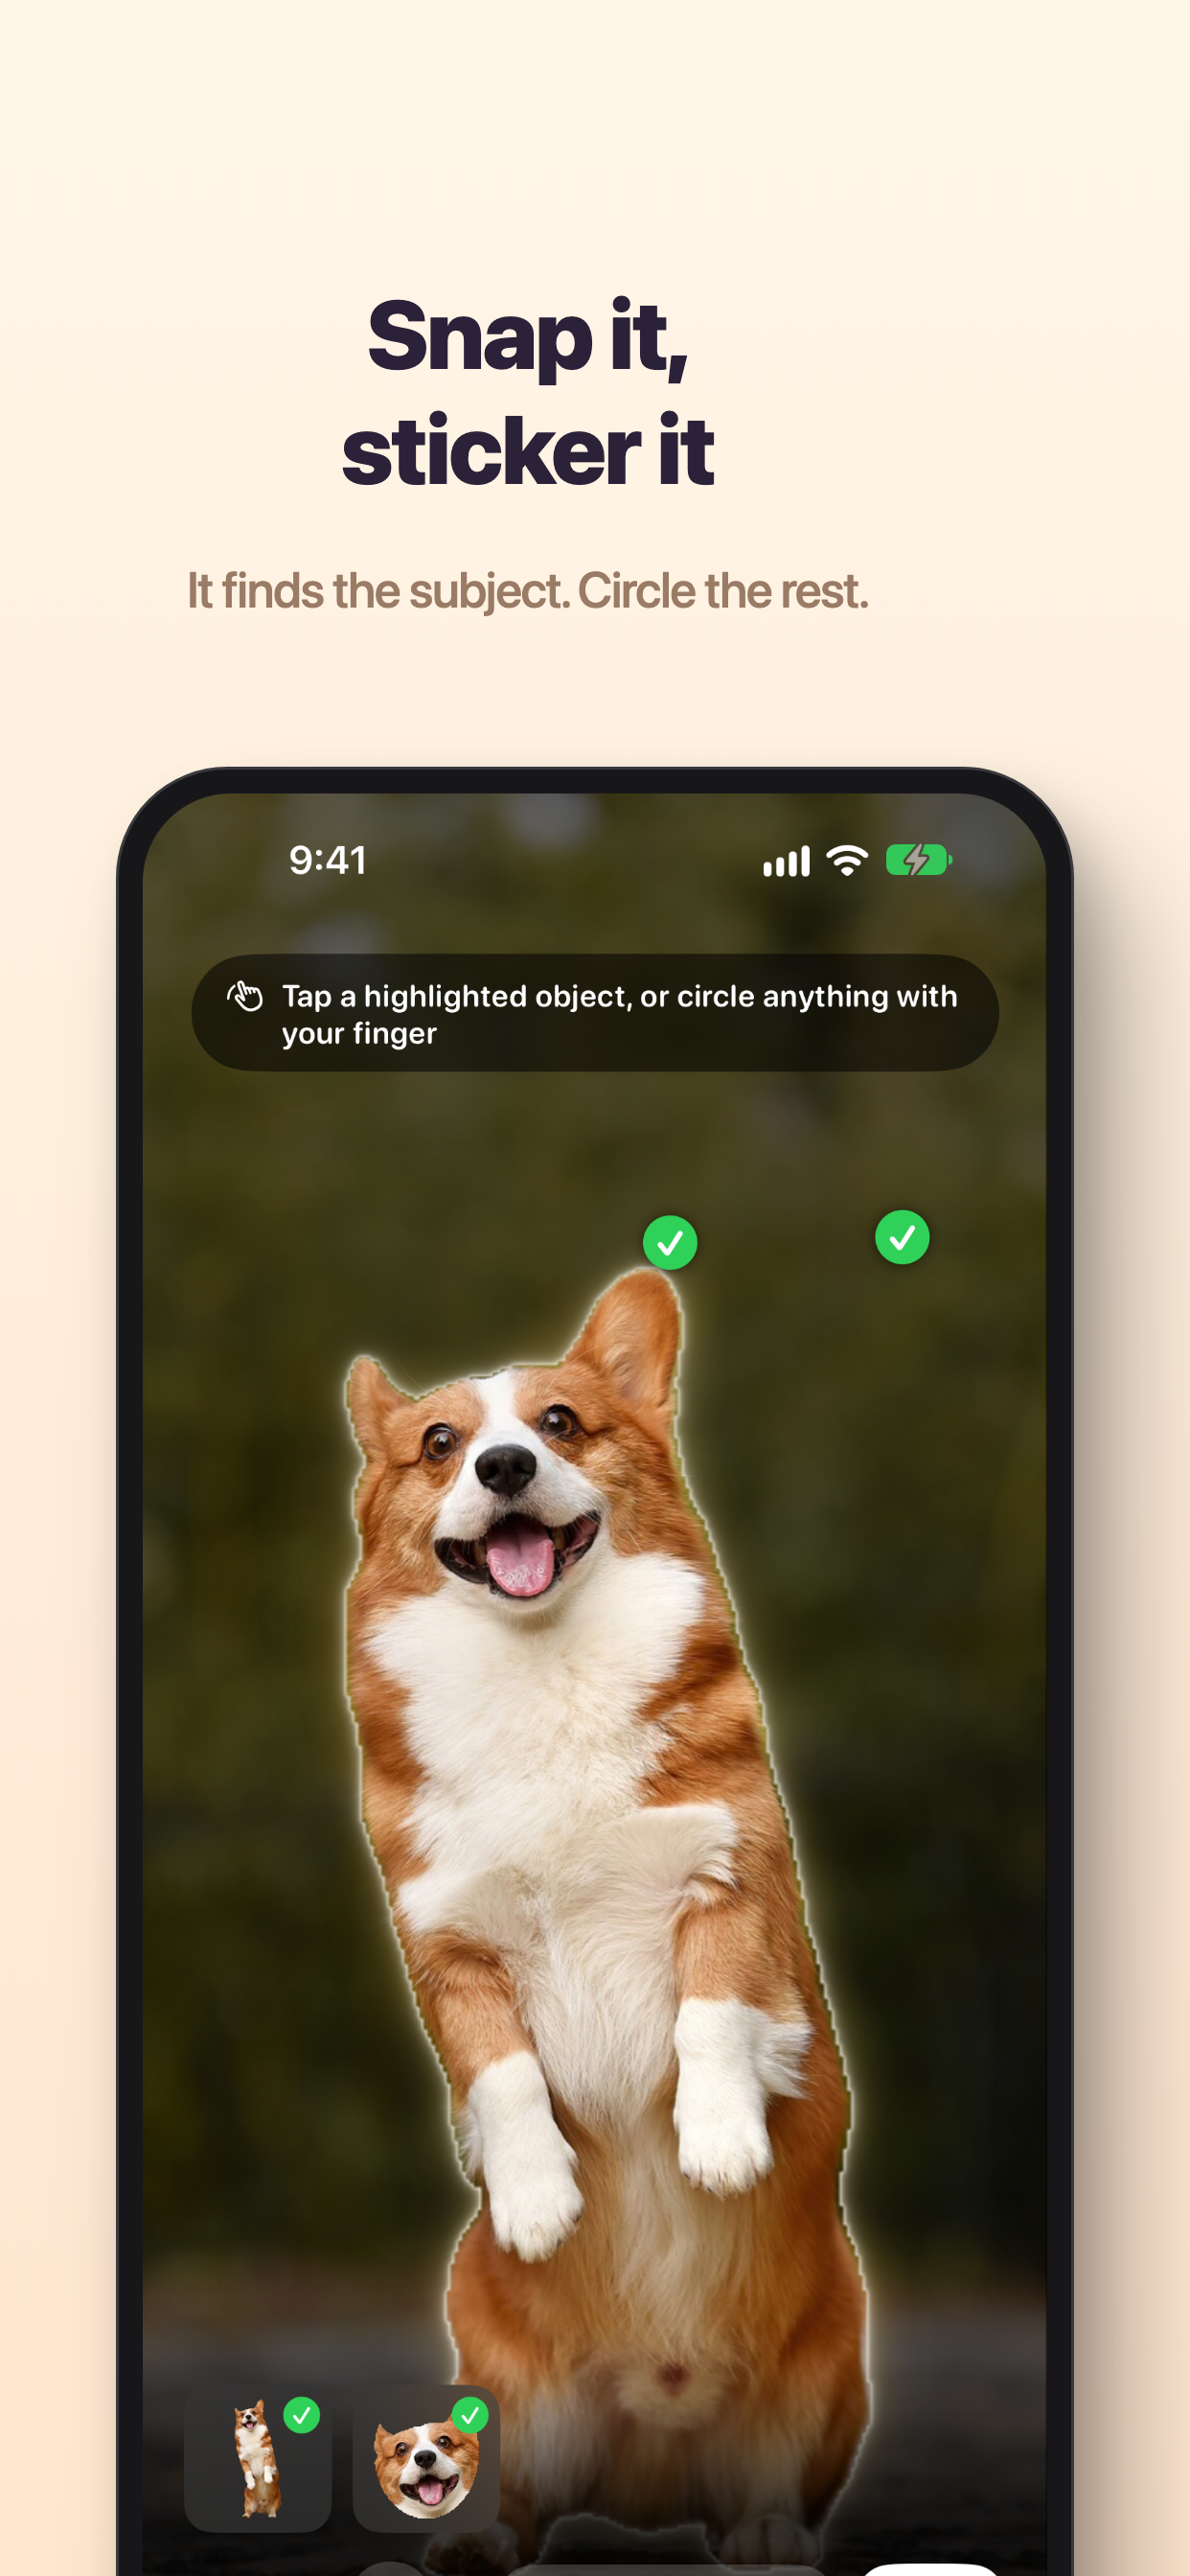 Snap it,
sticker it
It finds the subject. Circle the rest.
9:41
Tap a highlighted object, or circle anything with
your finger